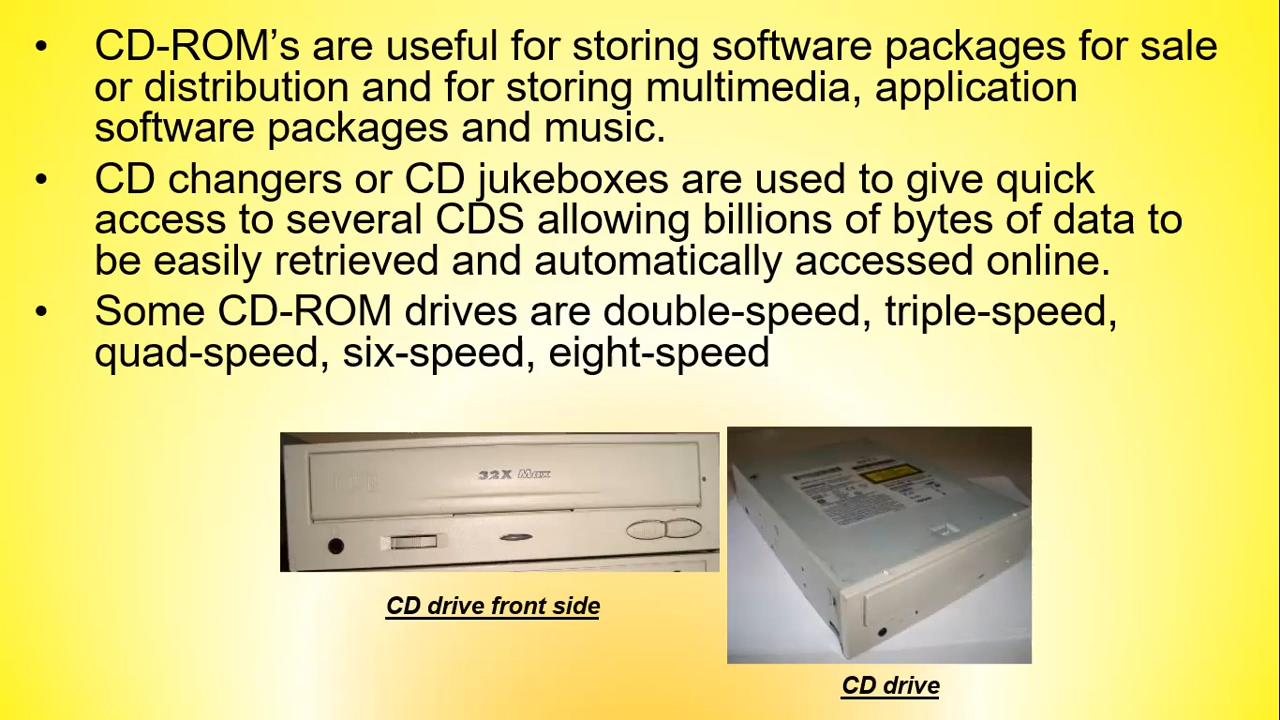 • CD-ROM’s are useful for storing software packages for sale
or distribution and for storing multimedia, application
software packages and music.
• CD changers or CD jukeboxes are used to give quick
access to several CDS allowing billions of bytes of data to
be easily retrieved and automatically accessed online.
• Some CD-ROM drives are double-speed, triple-speed,
quad-speed, six-speed, eight-speed
32X Max
CD drive front side
CD drive